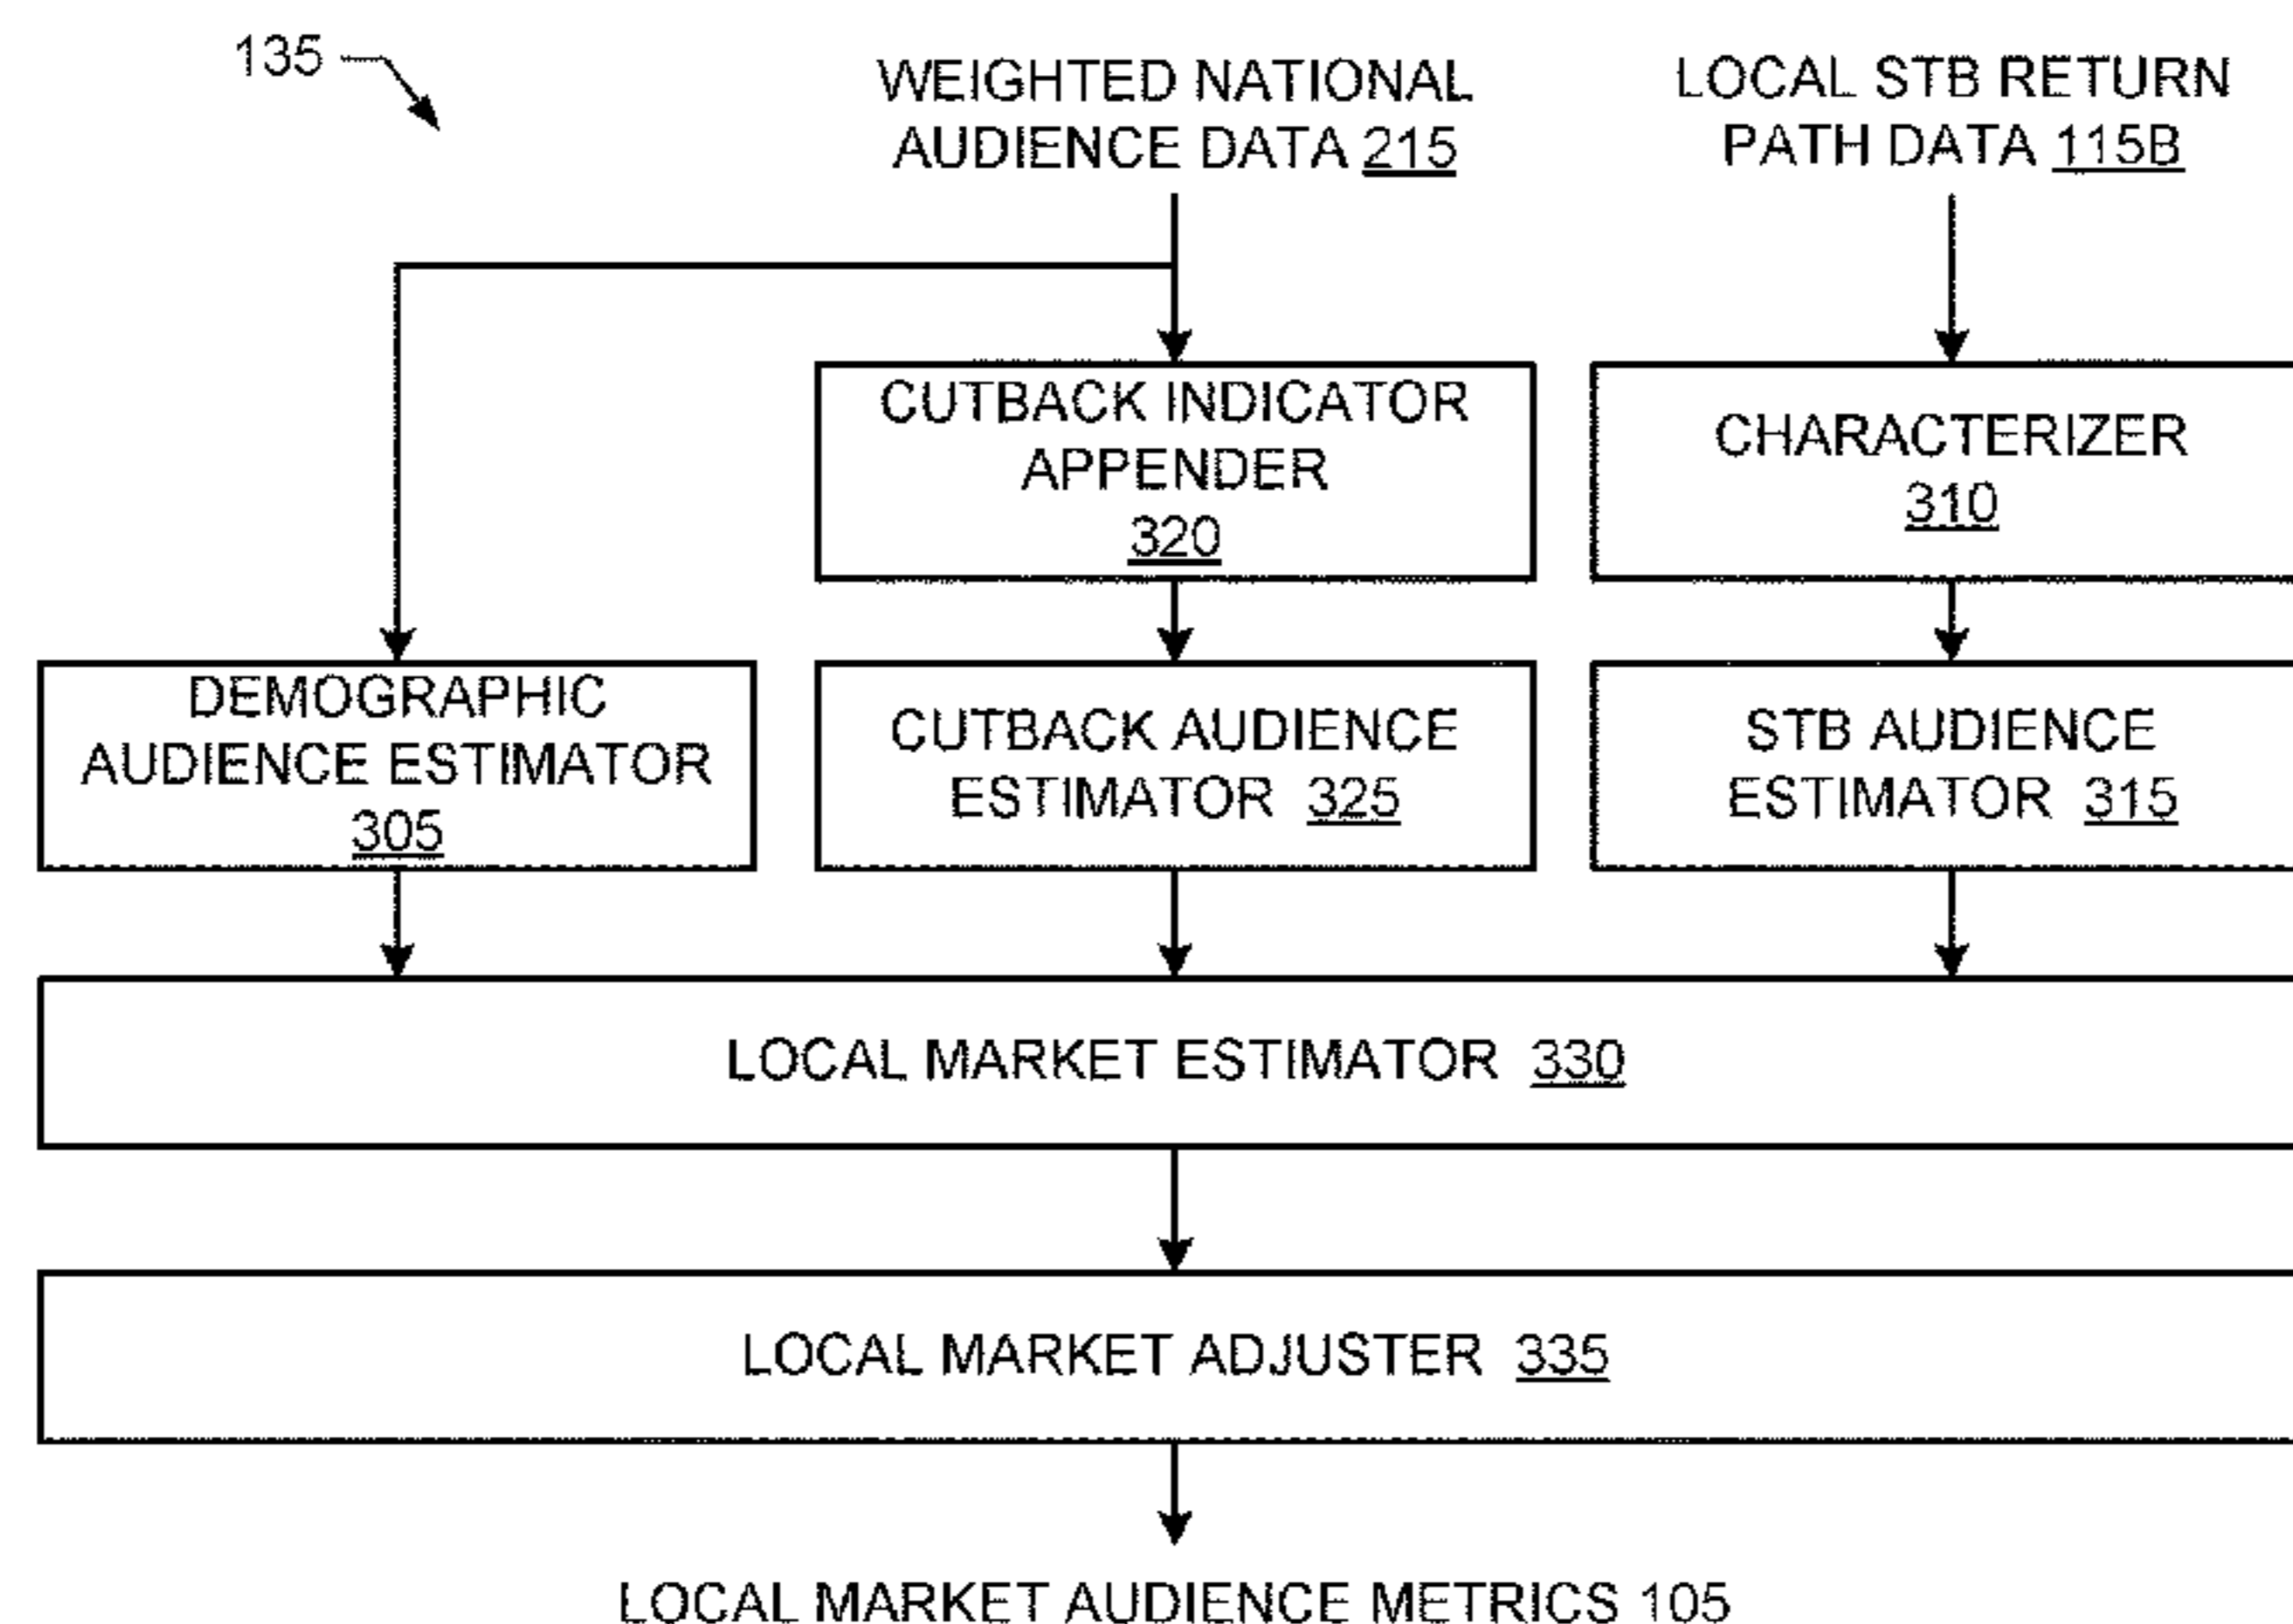 135
WEIGHTED NATIONAL
AUDIENCE DATA 215
LOCAL STB RETURN
PATH DATA 115B
CUTBACK INDICATOR
APPENDER
320
CHARACTERIZER
310
DEMOGRAPHIC
AUDIENCE ESTIMATOR
305
CUTBACK AUDIENCE
ESTIMATOR 325
STB AUDIENCE
ESTIMATOR 315
LOCAL MARKET ESTIMATOR 330
LOCAL MARKET ADJUSTER 335
LOCAL MARKET AUDIENCE METRICS 105